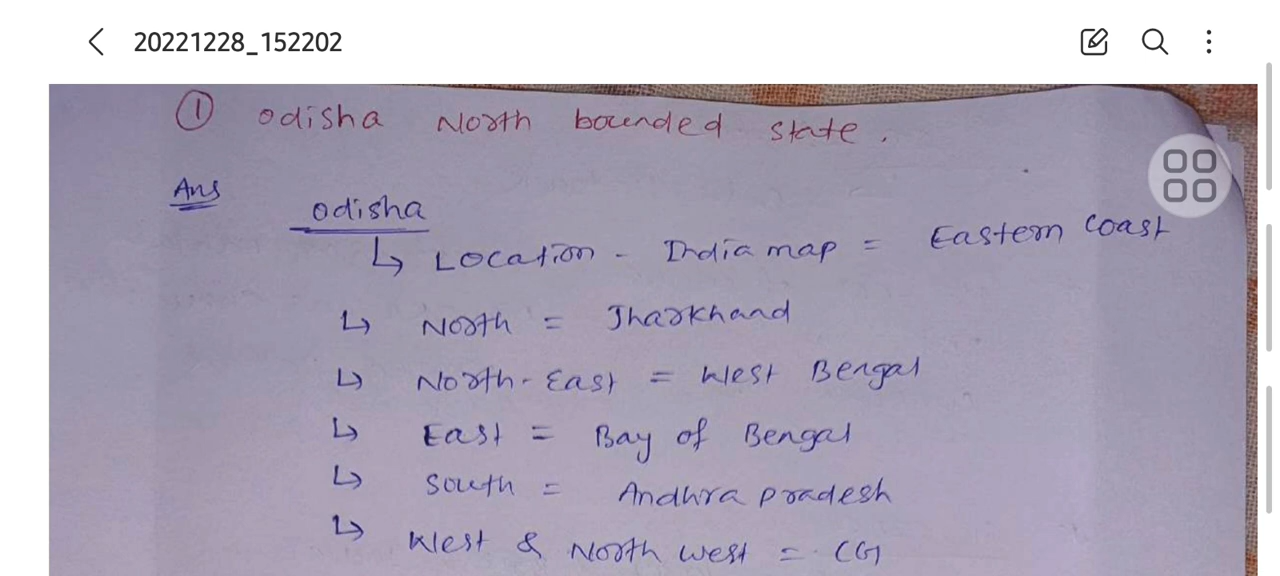 20221228_152202
① odisha North bounded state.
Ans
odisha
↳ Location - India map = Eastern coast
↳ North = Jharkhand
↳ North-East = West Bengal
↳ East = Bay of Bengal
↳ South = Andhra pradesh
↳ West & North west = CG